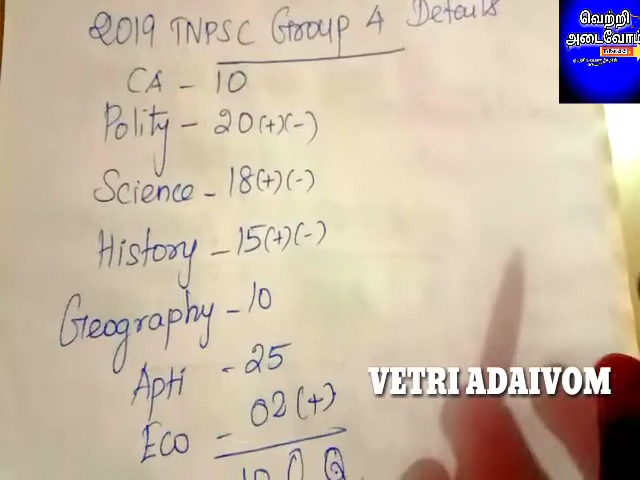 2019 TNPSC Group 4 Details
வெற்றி
அடைவோம்
CA - 10
Polity - 20(+)(-)
Science - 18(+)(-)
History - 15(+)(-)
Geography - 10
Apti - 25
Eco - 02(+)
VETRI ADAIVOM